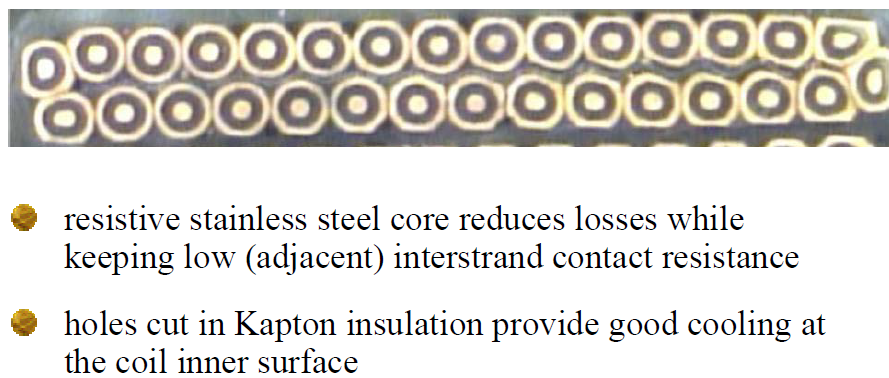 resistive stainless steel core reduces losses while
keeping low (adjacent) interstrand contact resistance
holes cut in Kapton insulation provide good cooling at
the coil inner surface